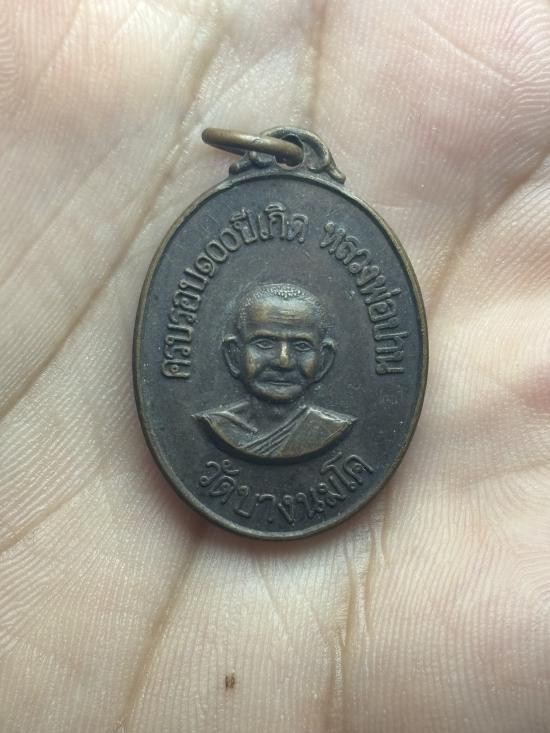 ครบรอบ๑๐๐ปีเกิด หลวงพ่อปาน
วัดบางนมโค